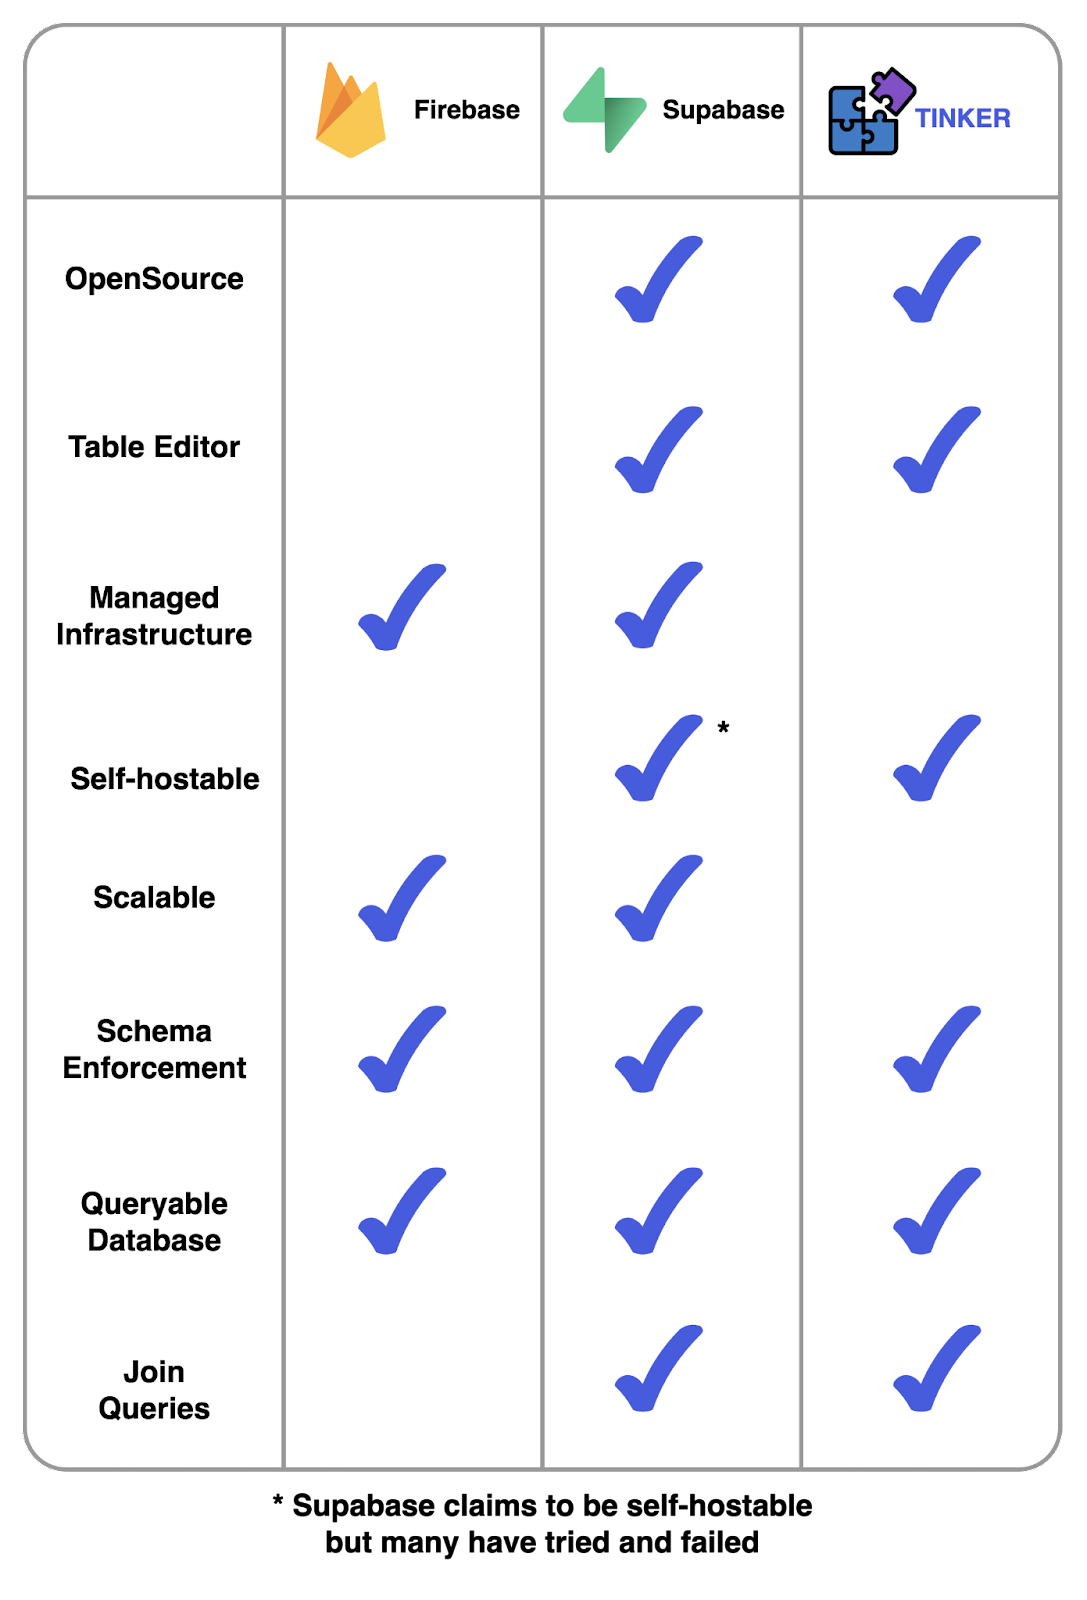 Firebase
Supabase
TINKER
OpenSource
Table Editor
Managed
Infrastructure
*
Self-hostable
Scalable
Schema
Enforcement
Queryable
Database
Join
Queries
* Supabase claims to be self-hostable
but many have tried and failed